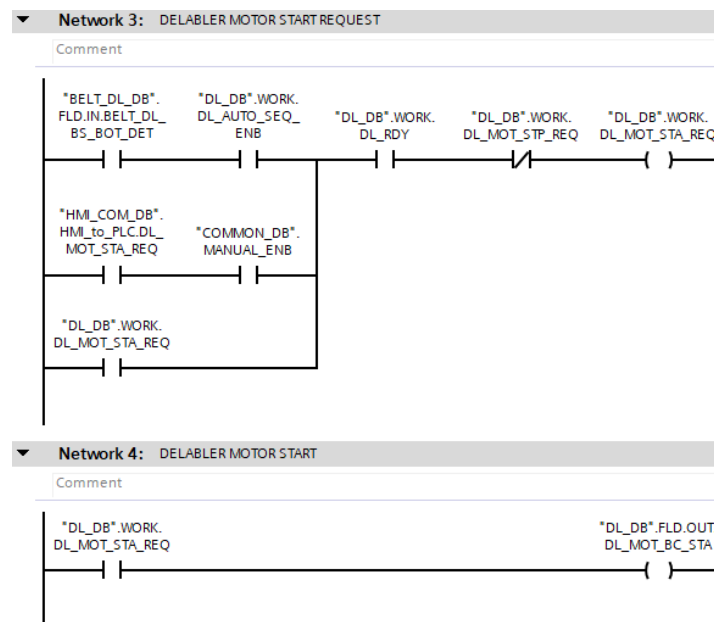 Network 3: DELABLER MOTOR START REQUEST
Comment
"BELT_DL_DB".
FLD.IN.BELT_DL_
BS_BOT_DET
"DL_DB".WORK.
DL_AUTO_SEQ_
ENB
"DL_DB".WORK.
DL_RDY
"DL_DB".WORK.
DL_MOT_STP_REQ
"DL_DB".WORK.
DL_MOT_STA_REQ
"HMI_COM_DB".
HMI_to_PLC.DL_
MOT_STA_REQ
"COMMON_DB".
MANUAL_ENB
"DL_DB".WORK.
DL_MOT_STA_REQ
Network 4: DELABLER MOTOR START
Comment
"DL_DB".WORK.
DL_MOT_STA_REQ
"DL_DB".FLD.OUT
DL_MOT_BC_STA